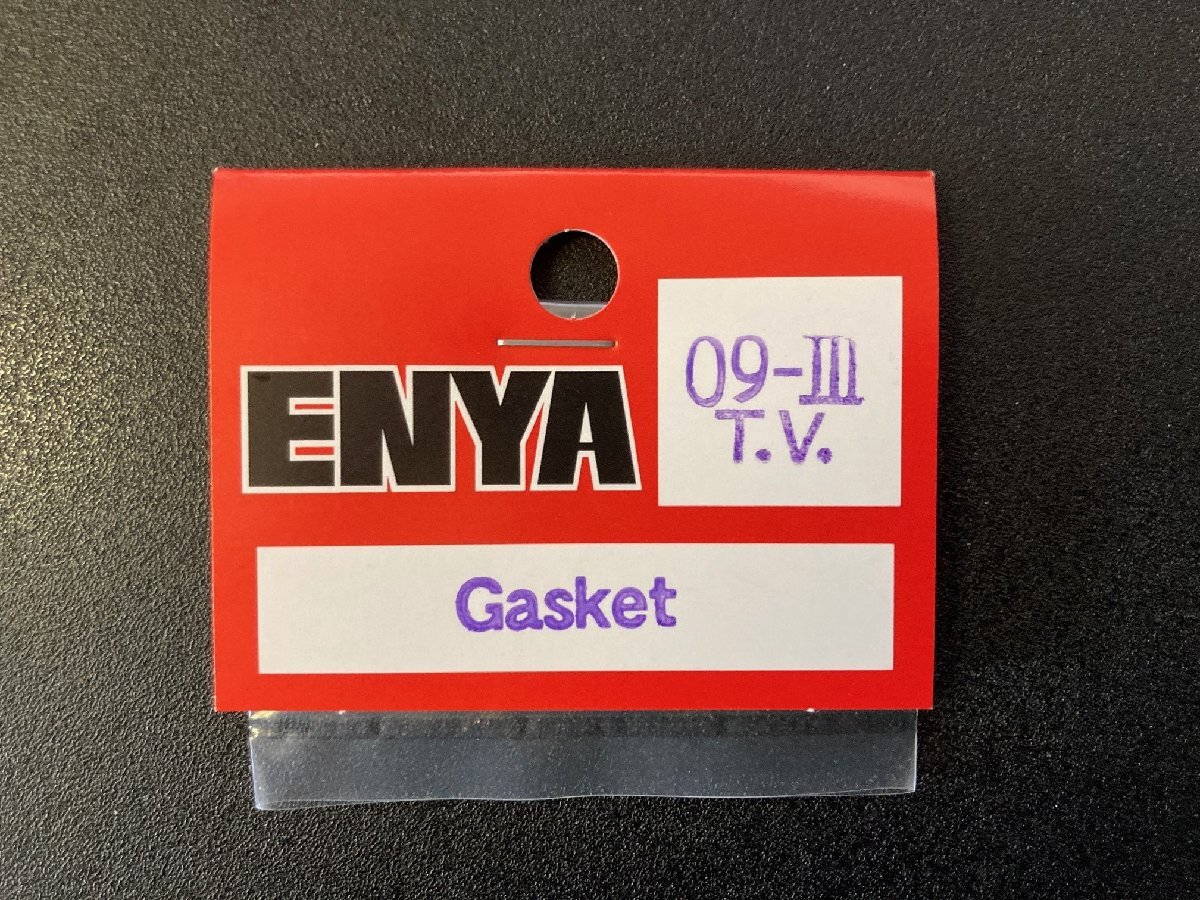 ENYA
09-III
T.V.
Gasket